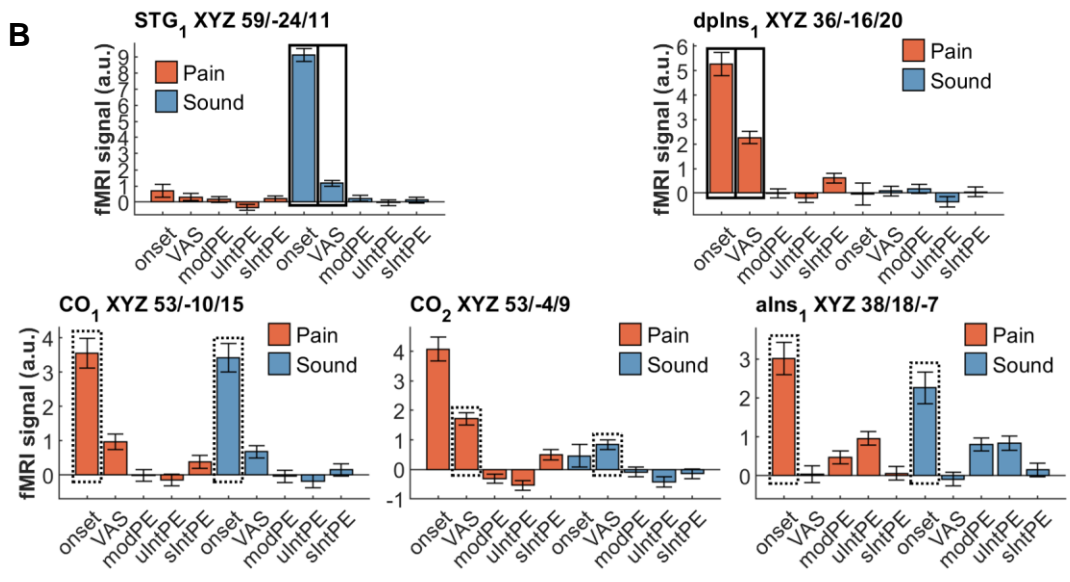 B
STG1 XYZ 59/-24/11
fMRI signal (a.u.)
9
8
7
6
5
4
3
2
1
0
Pain
Sound
onset
VAS
modPE
uIntPE
sIntPE
onset
VAS
modPE
uIntPE
sIntPE
dpIns1 XYZ 36/-16/20
fMRI signal (a.u.)
6
5
4
3
2
1
0
Pain
Sound
onset
VAS
modPE
uIntPE
sIntPE
onset
VAS
modPE
uIntPE
sIntPE
CO1 XYZ 53/-10/15
fMRI signal (a.u.)
4
3
2
1
0
Pain
Sound
onset
VAS
modPE
uIntPE
sIntPE
onset
VAS
modPE
uIntPE
sIntPE
CO2 XYZ 53/-4/9
4
3
2
1
0
-1
Pain
Sound
onset
VAS
modPE
uIntPE
sIntPE
onset
VAS
modPE
uIntPE
sIntPE
aIns1 XYZ 38/18/-7
3
2
1
0
Pain
Sound
onset
VAS
modPE
uIntPE
sIntPE
onset
VAS
modPE
uIntPE
sIntPE